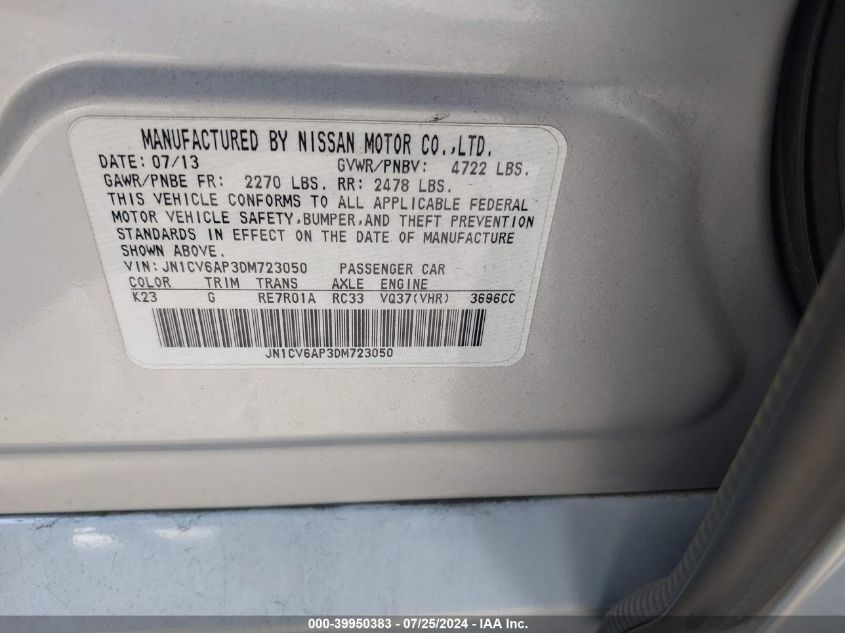 MANUFACTURED BY NISSAN MOTOR CO.,LTD.
DATE: 07/13 GVWR/PNBV: 4722 LBS.
GAWR/PNBE FR: 2270 LBS. RR: 2478 LBS.
THIS VEHICLE CONFORMS TO ALL APPLICABLE FEDERAL
MOTOR VEHICLE SAFETY,BUMPER,AND THEFT PREVENTION
STANDARDS IN EFFECT ON THE DATE OF MANUFACTURE
SHOWN ABOVE.
VIN: JN1CV6AP3DM723050 PASSENGER CAR
COLOR TRIM TRANS AXLE ENGINE
K23 G RE7R01A RC33 VQ37(VHR) 3696CC
JN1CV6AP3DM723050
000-39950383 - 07/25/2024 - IAA Inc.